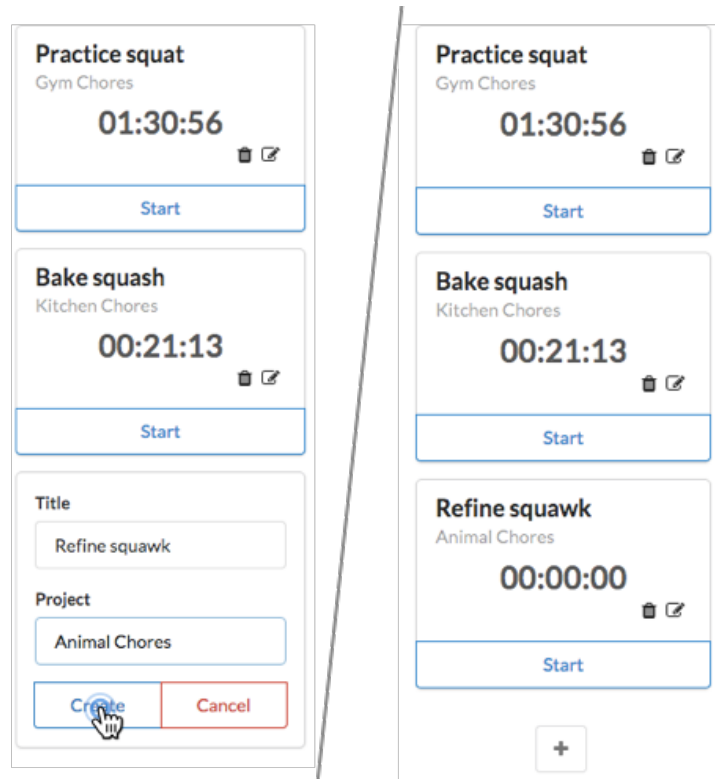 Practice squat
Gym Chores
01:30:56
Start
Bake squash
Kitchen Chores
00:21:13
Start
Title
Refine squawk
Project
Animal Chores
Create
Cancel
Practice squat
Gym Chores
01:30:56
Start
Bake squash
Kitchen Chores
00:21:13
Start
Refine squawk
Animal Chores
00:00:00
Start
+